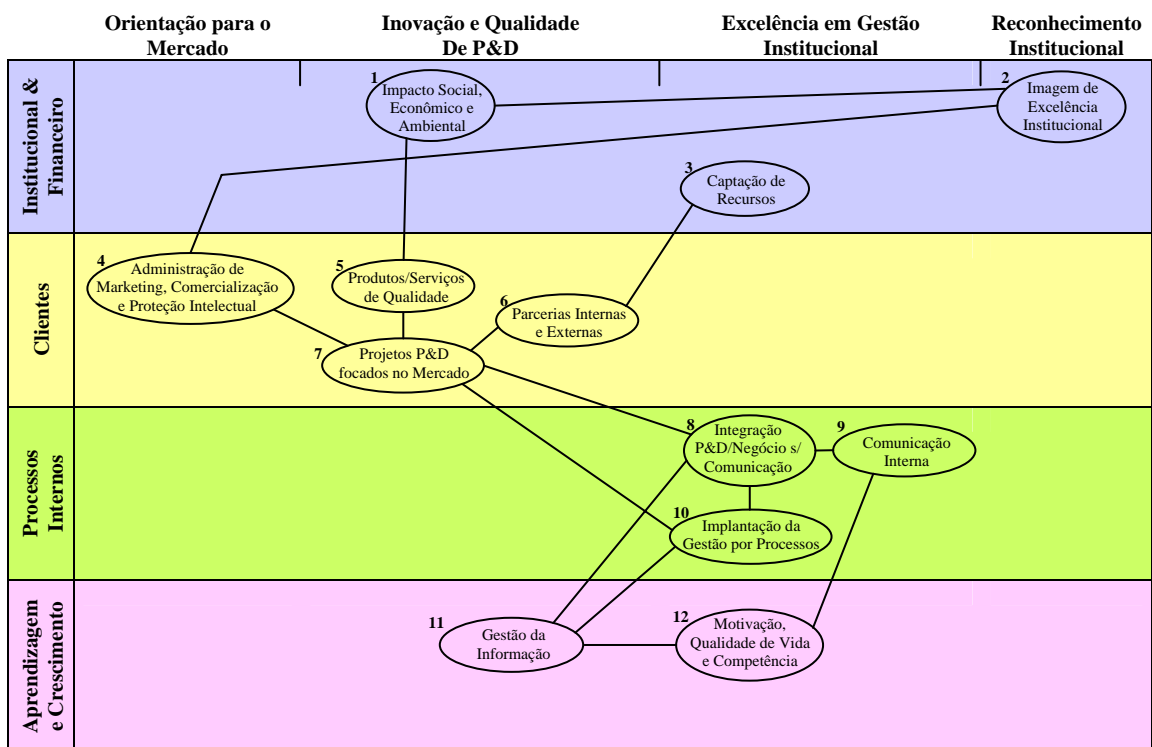 Orientação para o
Mercado
Inovação e Qualidade
De P&D
Excelência em Gestão
Institucional
Reconhecimento
Institucional
Institucional &
Financeiro
1
Impacto Social,
Econômico e
Ambiental
2
Imagem de
Excelência
Institucional
3
Captação de
Recursos
Clientes
4
Administração de
Marketing, Comercialização
e Proteção Intelectual
5
Produtos/Serviços
de Qualidade
6
Parcerias Internas
e Externas
7
Projetos P&D
focados no Mercado
Processos
Internos
8
Integração
P&D/Negócio s/
Comunicação
9
Comunicação
Interna
10
Implantação da
Gestão por Processos
Aprendizagem
e Crescimento
11
Gestão da
Informação
12
Motivação,
Qualidade de Vida
e Competência